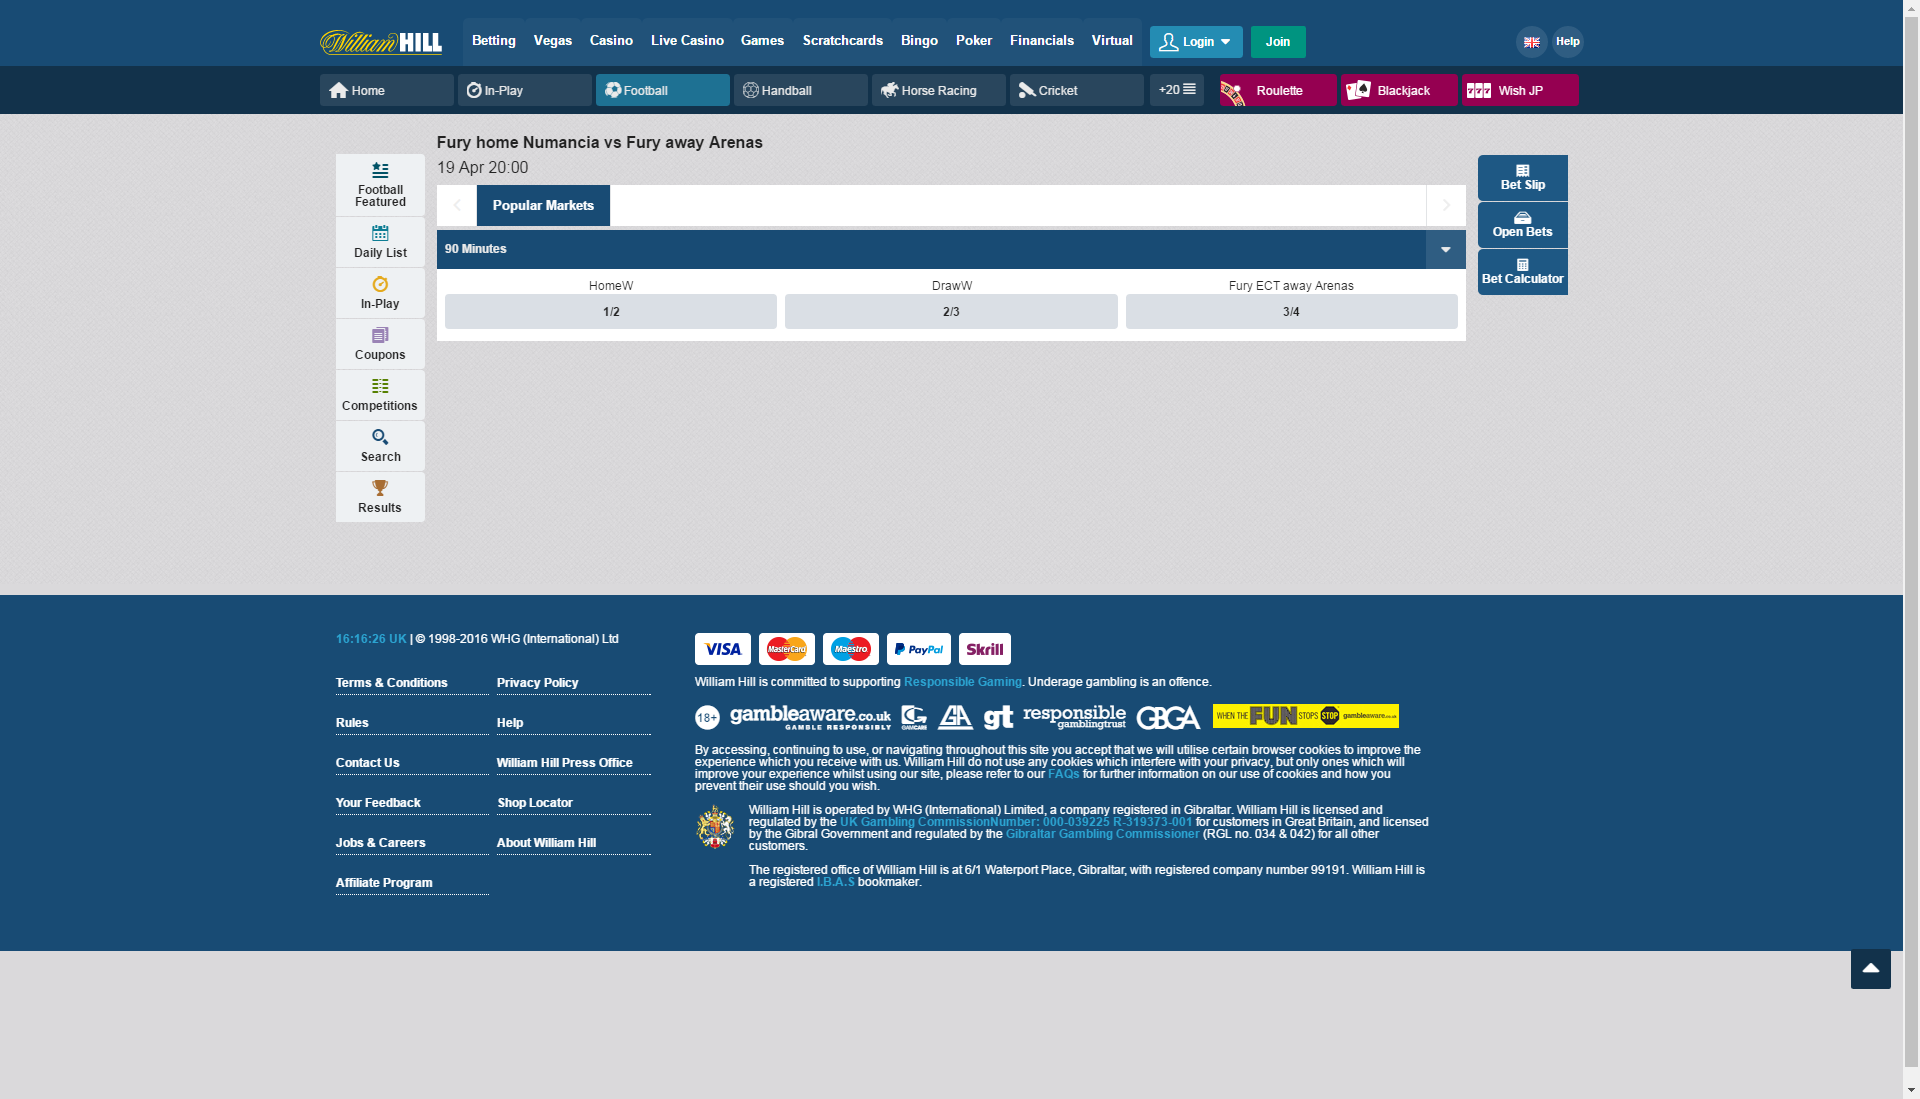 William HILL
Betting
Vegas
Casino
Live Casino
Games
Scratchcards
Bingo
Poker
Financials
Virtual
Login
Join
Help
Home
In-Play
Football
Handball
Horse Racing
Cricket
+20
Roulette
777
Blackjack
Wish JP
Fury home Numancia vs Fury away Arenas
19 Apr 20:00
Football
Featured
Daily List
In-Play
Coupons
Competitions
Search
Results
Popular Markets
90 Minutes
HomeW
DrawW
Fury ECT away Arenas
1/2
2/3
3/4
Bet Slip
Open Bets
Bet Calculator
16:16:26 UK | © 1998-2016 WHG (International) Ltd
Terms & Conditions
Privacy Policy
Rules
Help
Contact Us
William Hill Press Office
Your Feedback
Shop Locator
Jobs & Careers
About William Hill
Affiliate Program
VISA
MasterCard
Maestro
PayPal
Skrill
William Hill is committed to supporting Responsible Gaming. Underage gambling is an offence.
18+
gambleaware.co.uk
GAMBLE RESPONSIBLY
GAMCARE
GA
gt
responsible
gamblingtrust
GBGA
WHEN THE FUN STOPS STOP gambleaware.co.uk
By accessing, continuing to use, or navigating throughout this site you accept that we will utilise certain browser cookies to improve the
experience which you receive with us. William Hill do not use any cookies which interfere with your privacy, but only ones which will
improve your experience whilst using our site, please refer to our FAQs for further information on our use of cookies and how you
prevent their use should you wish.
William Hill is operated by WHG (International) Limited, a company registered in Gibraltar. William Hill is licensed and
regulated by the UK Gambling CommissionNumber: 000-039225 R-319373-001 for customers in Great Britain, and licensed
by the Gibral Government and regulated by the Gibraltar Gambling Commissioner (RGL no. 034 & 042) for all other
customers.
The registered office of William Hill is at 6/1 Waterport Place, Gibraltar, with registered company number 99191. William Hill is
a registered I.B.A.S bookmaker.